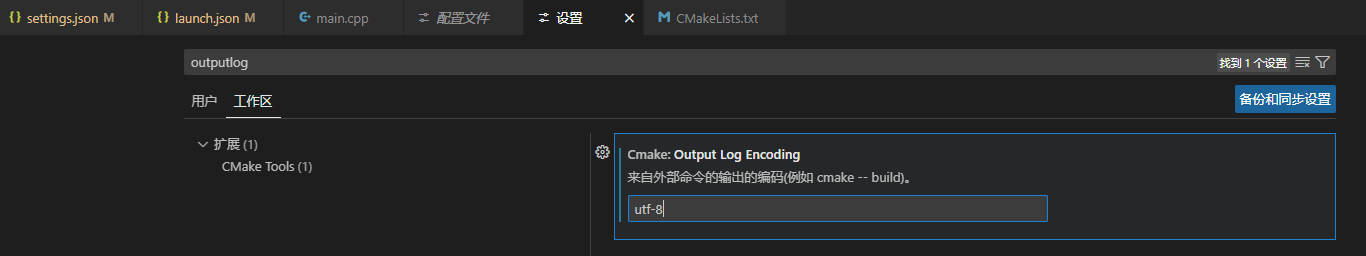 settings.json M launch.json M main.cpp 配置文件 设置 CMakeLists.txt
outputlog 找到 1 个设置
用户 工作区 备份和同步设置
扩展 (1)
CMake Tools (1)
Cmake: Output Log Encoding
来自外部命令的输出的编码(例如 cmake -- build)。
utf-8